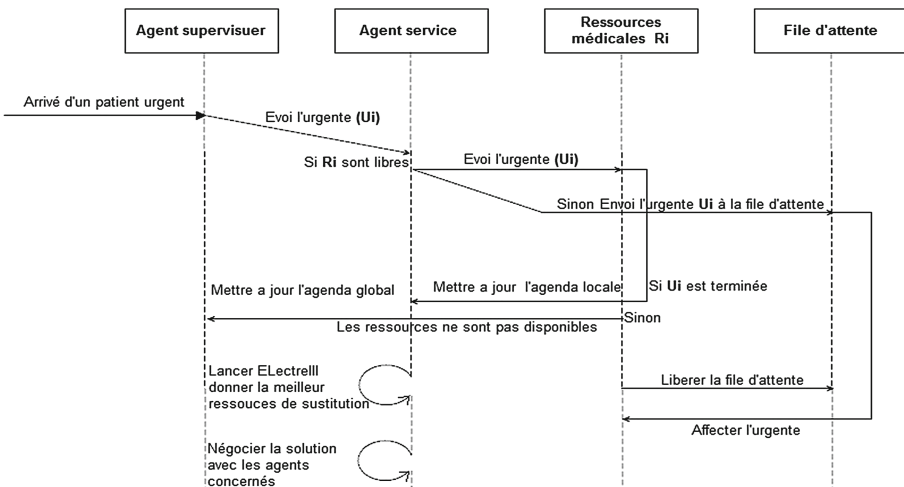 Agent supervisuer
Agent service
Ressources
médicales Ri
File d'attente
Arrivé d'un patient urgent
Evoi l'urgente (Ui)
Si Ri sont libres
Evoi l'urgente (Ui)
Sinon Envoi l'urgente Ui à la file d'attente
Mettre a jour l'agenda global
Mettre a jour l'agenda locale
Si Ui est terminée
Les ressources ne sont pas disponibles
Sinon
Lancer ELectreIII
donner la meilleur
ressouces de sustitution
Liberer la file d'attente
Affecter l'urgente
Négocier la solution
avec les agents
concernés